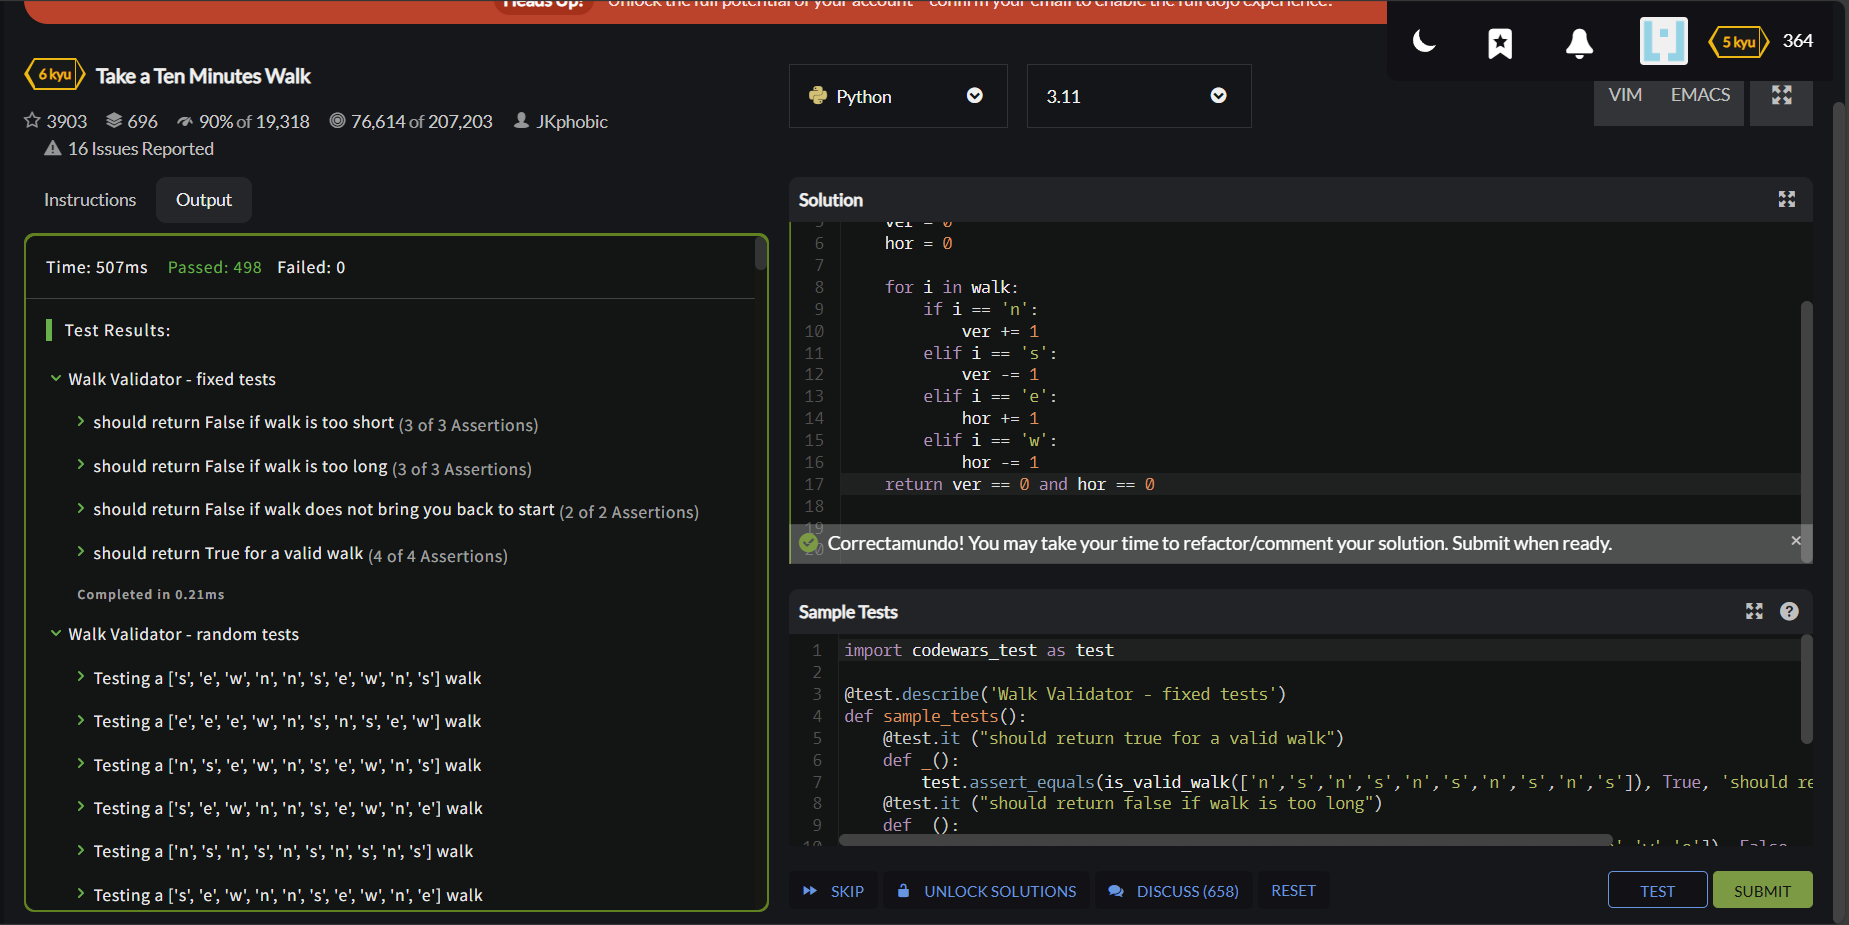 Heads Up! Unlock the full potential of your account - confirm your email to enable the full dojo experience.
6 kyu Take a Ten Minutes Walk
3903 696 90% of 19,318 76,614 of 207,203 JKphobic
16 Issues Reported
Instructions Output
Time: 507ms Passed: 498 Failed: 0
Test Results:
Walk Validator - fixed tests
should return False if walk is too short (3 of 3 Assertions)
should return False if walk is too long (3 of 3 Assertions)
should return False if walk does not bring you back to start (2 of 2 Assertions)
should return True for a valid walk (4 of 4 Assertions)
Completed in 0.21ms
Walk Validator - random tests
Testing a ['s', 'e', 'w', 'n', 'n', 's', 'e', 'w', 'n', 's'] walk
Testing a ['e', 'e', 'e', 'w', 'n', 's', 'n', 's', 'e', 'w'] walk
Testing a ['n', 's', 'e', 'w', 'n', 's', 'e', 'w', 'n', 's'] walk
Testing a ['s', 'e', 'w', 'n', 'n', 's', 'e', 'w', 'n', 'e'] walk
Testing a ['n', 's', 'n', 's', 'n', 's', 'n', 's', 'n', 's'] walk
Testing a ['s', 'e', 'w', 'n', 'n', 's', 'e', 'w', 'n', 'e'] walk
5 kyu 364
Python 3.11 VIM EMACS
Solution
5 ver = 0
6 hor = 0
7
8 for i in walk:
9 if i == 'n':
10 ver += 1
11 elif i == 's':
12 ver -= 1
13 elif i == 'e':
14 hor += 1
15 elif i == 'w':
16 hor -= 1
17 return ver == 0 and hor == 0
18
19
20
Correctamundo! You may take your time to refactor/comment your solution. Submit when ready.
Sample Tests
1 import codewars_test as test
2
3 @test.describe('Walk Validator - fixed tests')
4 def sample_tests():
5 @test.it ("should return true for a valid walk")
6 def _():
7 test.assert_equals(is_valid_walk(['n','s','n','s','n','s','n','s','n','s']), True, 'should re
8 @test.it ("should return false if walk is too long")
9 def _():
10 False
SKIP UNLOCK SOLUTIONS DISCUSS (658) RESET TEST SUBMIT